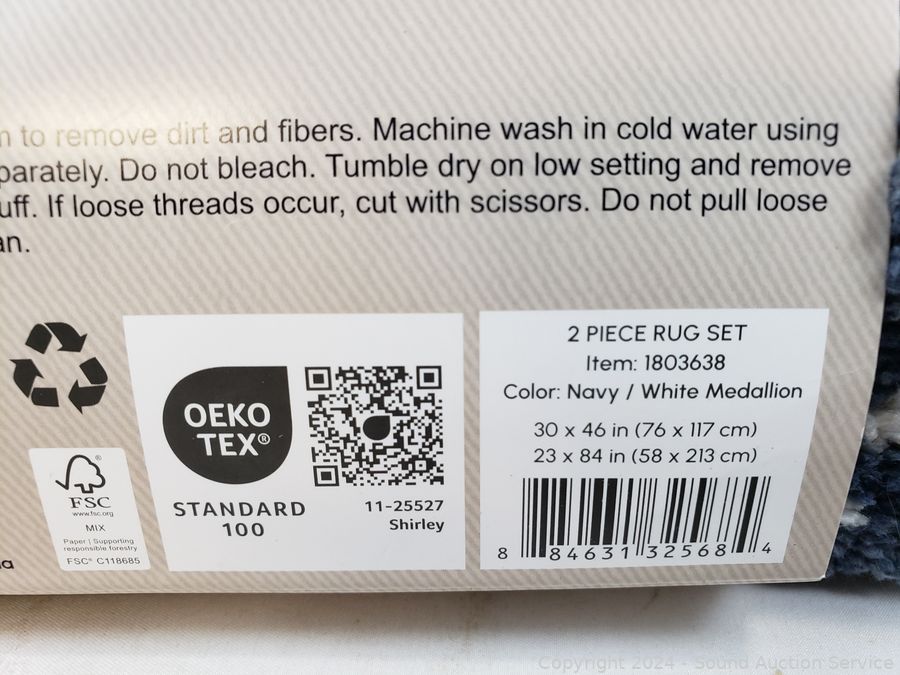 to remove dirt and fibers. Machine wash in cold water using
parately. Do not bleach. Tumble dry on low setting and remove
uff. If loose threads occur, cut with scissors. Do not pull loose
an.
2 PIECE RUG SET
Item: 1803638
Color: Navy / White Medallion
30 x 46 in (76 x 117 cm)
23 x 84 in (58 x 213 cm)
8 84631 32568 4
OEKO
TEX®
STANDARD
100
11-25527
Shirley
FSC
www.fsc.org
MIX
Paper | Supporting
responsible forestry
FSC® C118685
Copyright 2024 - Sound Auction Service